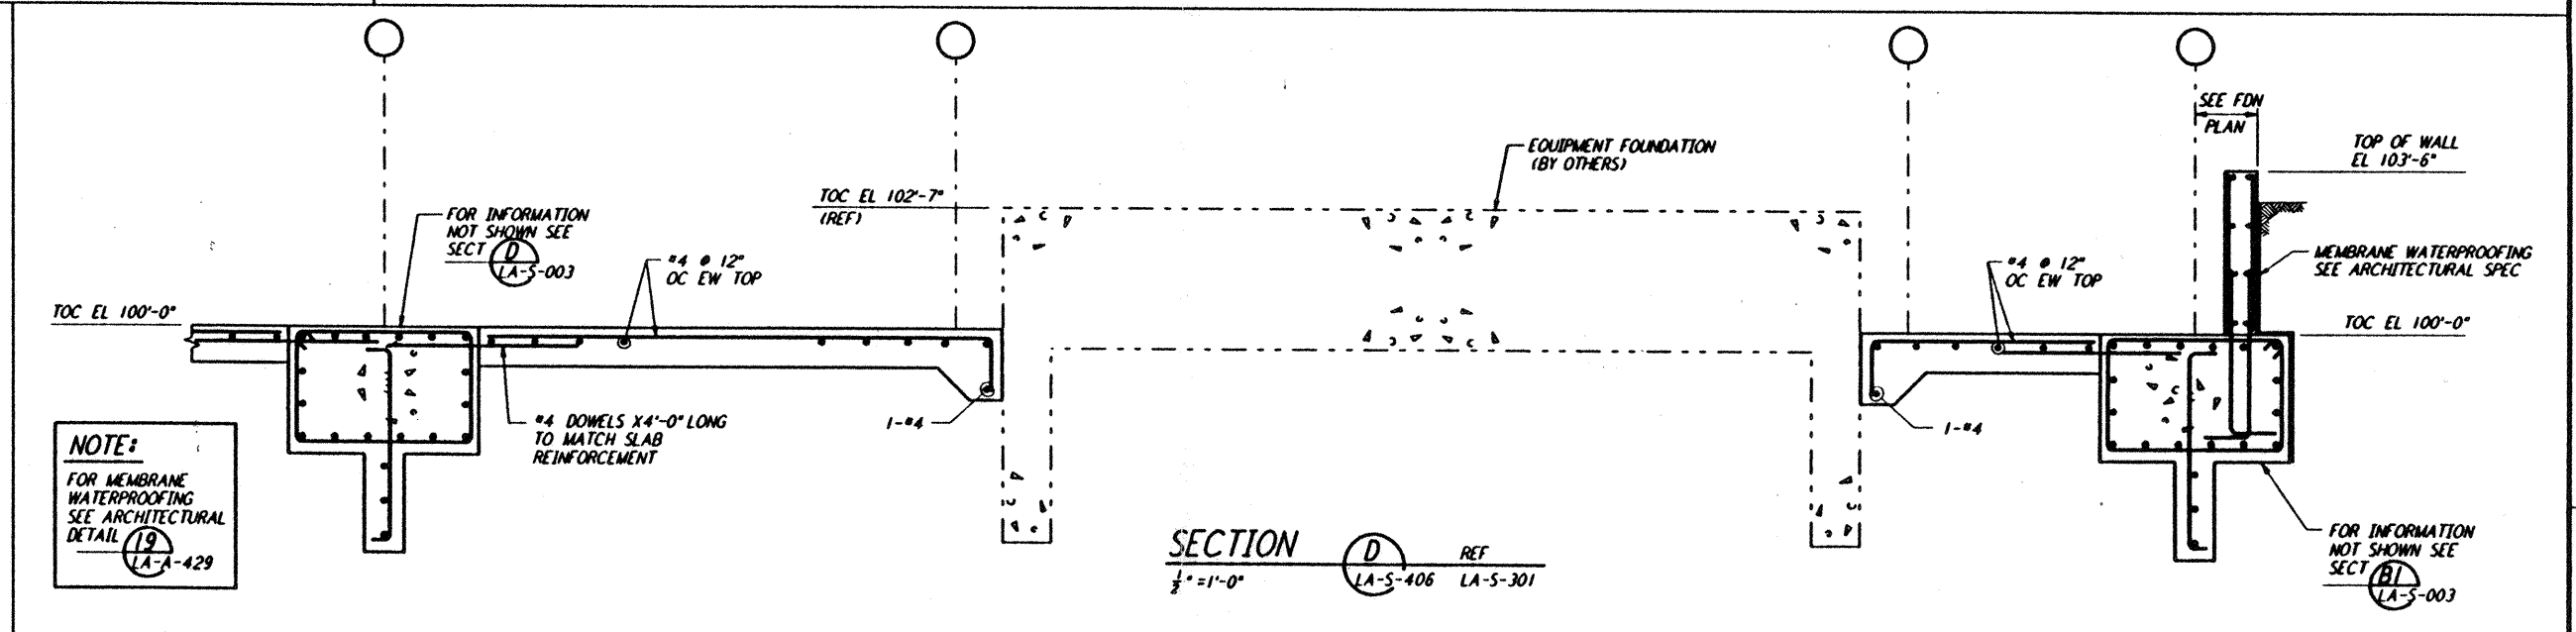 SEE FDN
PLAN
TOP OF WALL
EL 103'-6"
EQUIPMENT FOUNDATION
(BY OTHERS)
TOC EL 102'-7"
(REF)
FOR INFORMATION
NOT SHOWN SEE
SECT D
LA-S-003
#4 @ 12"
OC EW TOP
#4 @ 12"
OC EW TOP
MEMBRANE WATERPROOFING
SEE ARCHITECTURAL SPEC
TOC EL 100'-0"
TOC EL 100'-0"
#4 DOWELS X4'-0" LONG
TO MATCH SLAB
REINFORCEMENT
1-#4
1-#4
NOTE:
FOR MEMBRANE
WATERPROOFING
SEE ARCHITECTURAL
DETAIL 19
LA-A-429
SECTION D REF
½"=1'-0" LA-S-406 LA-S-301
FOR INFORMATION
NOT SHOWN SEE
SECT B1
LA-S-003